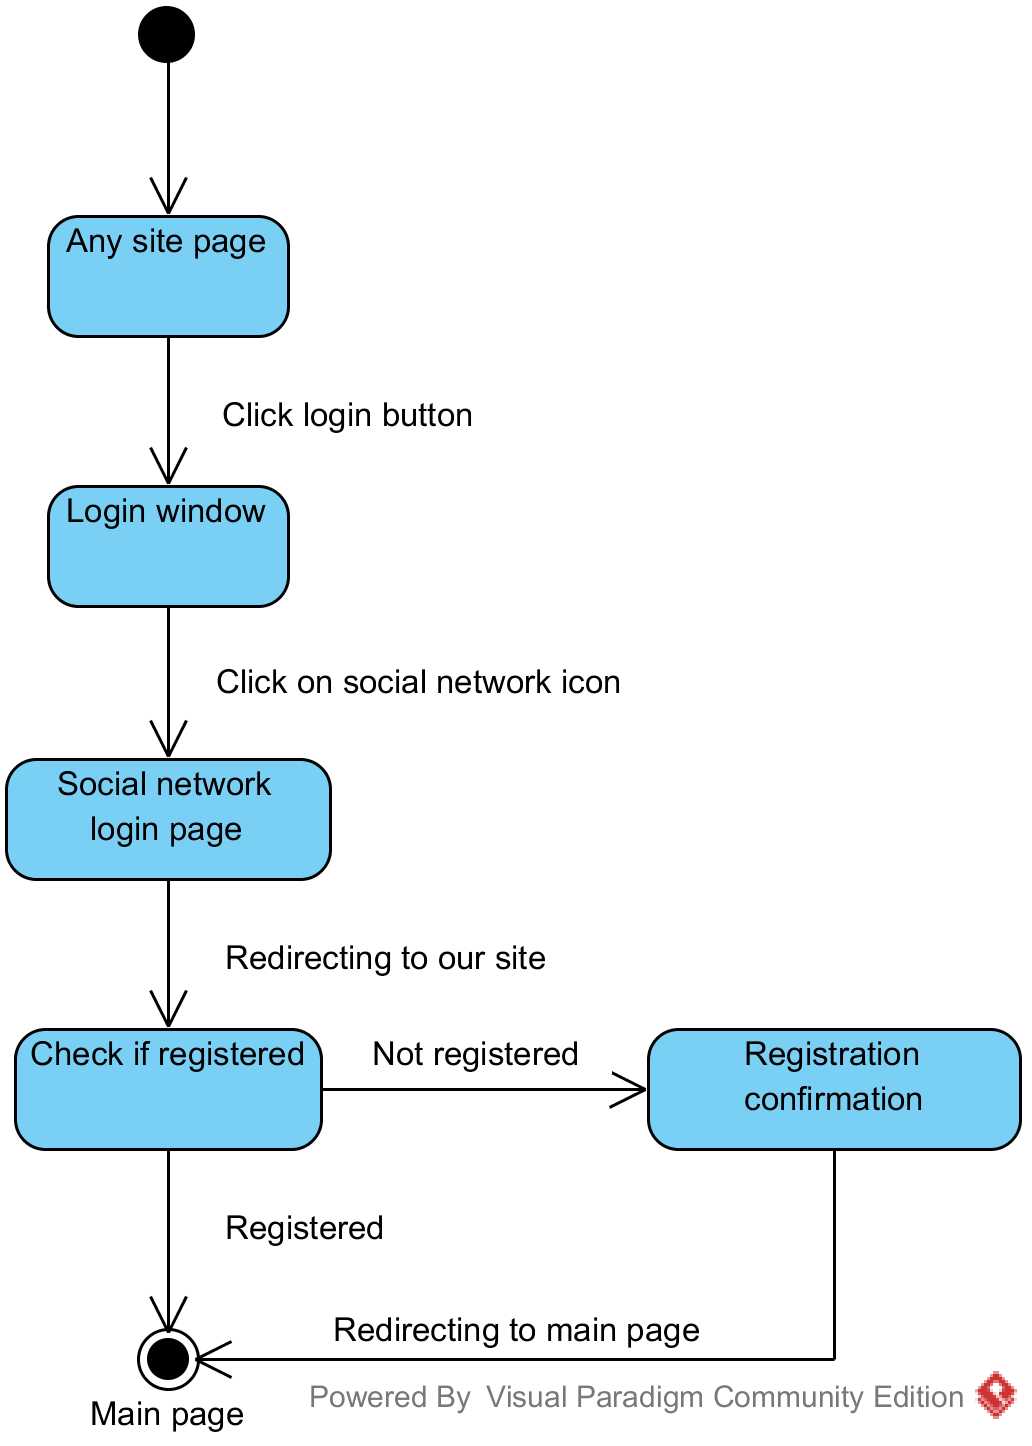 Any site page
Click login button
Login window
Click on social network icon
Social network
login page
Redirecting to our site
Check if registered
Not registered
Registration
confirmation
Registered
Redirecting to main page
Main page
Powered By Visual Paradigm Community Edition